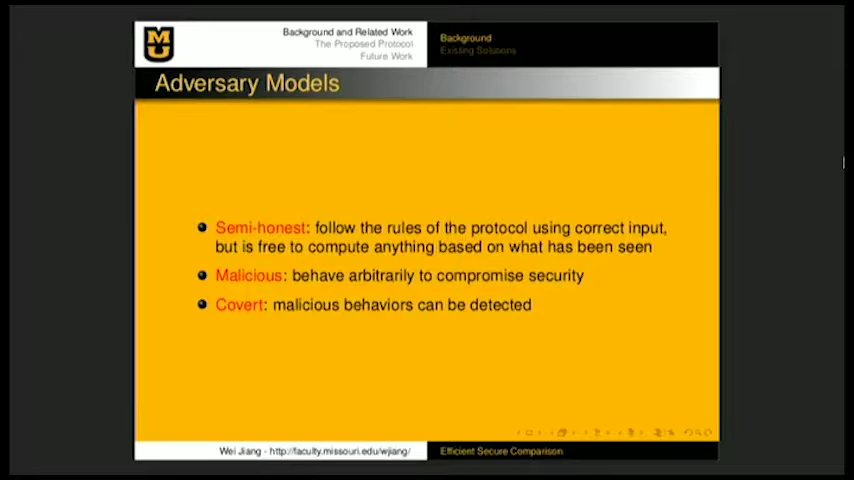 MU
Background and Related Work
The Proposed Protocol
Future Work
Background
Existing Solutions
Adversary Models
Semi-honest: follow the rules of the protocol using correct input,
but is free to compute anything based on what has been seen
Malicious: behave arbitrarily to compromise security
Covert: malicious behaviors can be detected
Wei Jiang - http://faculty.missouri.edu/wjiang/
Efficient Secure Comparison